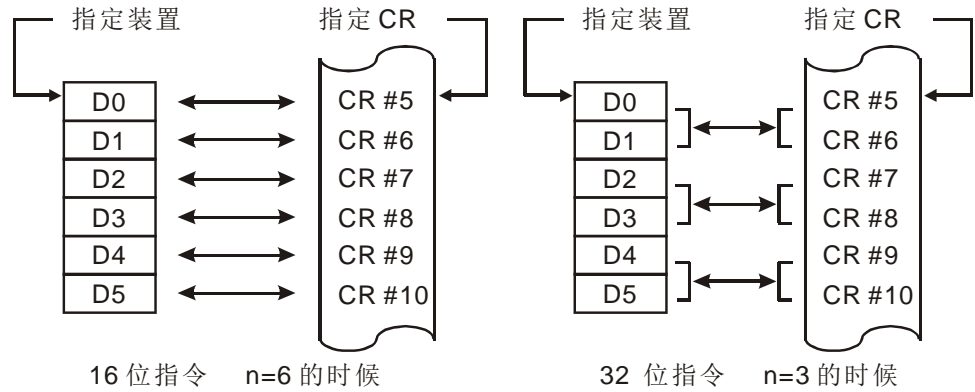 指定装置 指定 CR 指定装置 指定 CR
D0 CR #5 D0 CR #5
D1 CR #6 D1 CR #6
D2 CR #7 D2 CR #7
D3 CR #8 D3 CR #8
D4 CR #9 D4 CR #9
D5 CR #10 D5 CR #10
16 位指令 n=6 的时候 32 位指令 n=3 的时候